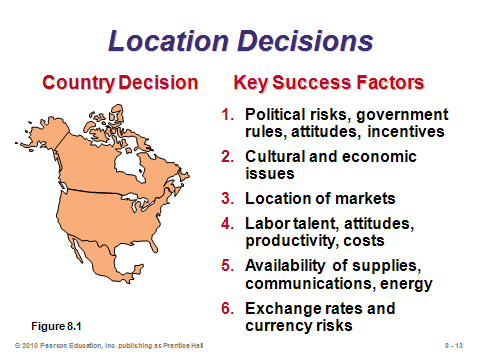 Location Decisions
Country Decision
Key Success Factors
1. Political risks, government
rules, attitudes, incentives
2. Cultural and economic
issues
3. Location of markets
4. Labor talent, attitudes,
productivity, costs
5. Availability of supplies,
communications, energy
6. Exchange rates and
currency risks
Figure 8.1
© 2010 Pearson Education, Inc. publishing as Prentice Hall
8 - 13